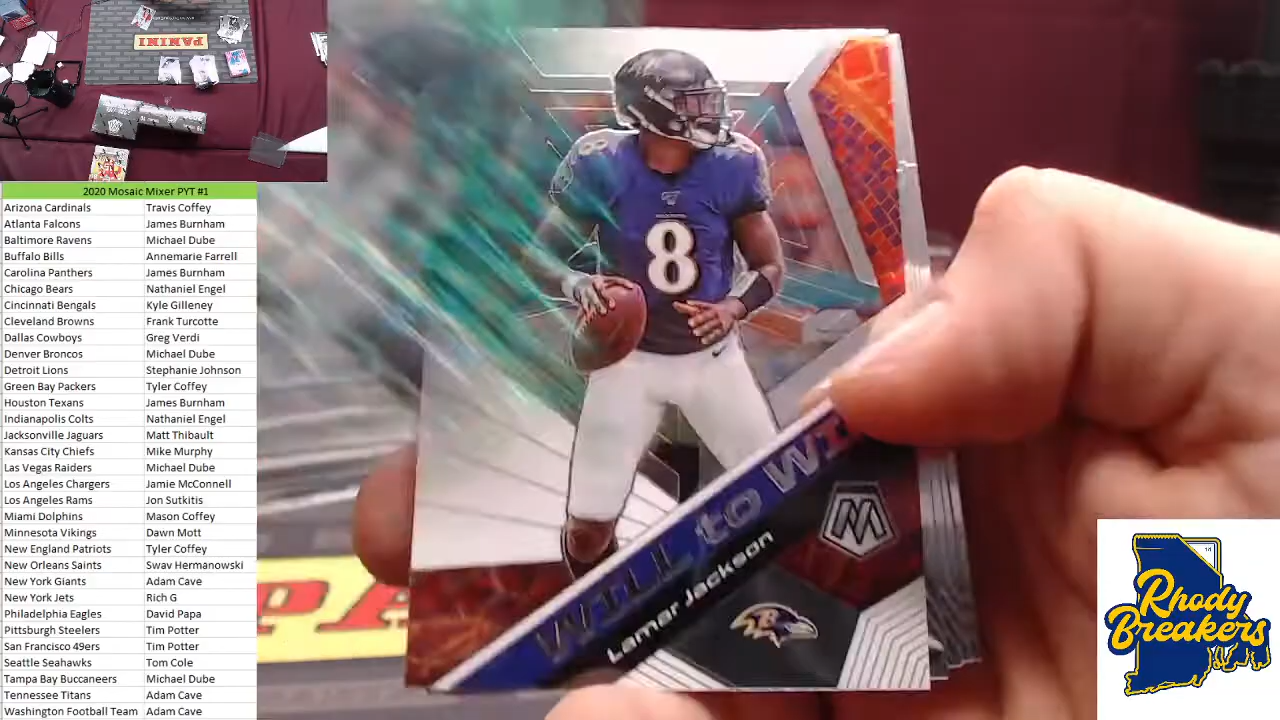 PANINI
2020 Mosaic Mixer PYT #1
Arizona Cardinals Travis Coffey
Atlanta Falcons James Burnham
Baltimore Ravens Michael Dube
Buffalo Bills Annemarie Farrell
Carolina Panthers James Burnham
Chicago Bears Nathaniel Engel
Cincinnati Bengals Kyle Gilleney
Cleveland Browns Frank Turcotte
Dallas Cowboys Greg Verdi
Denver Broncos Michael Dube
Detroit Lions Stephanie Johnson
Green Bay Packers Tyler Coffey
Houston Texans James Burnham
Indianapolis Colts Nathaniel Engel
Jacksonville Jaguars Matt Thibault
Kansas City Chiefs Mike Murphy
Las Vegas Raiders Michael Dube
Los Angeles Chargers Jamie McConnell
Los Angeles Rams Jon Sutkitis
Miami Dolphins Mason Coffey
Minnesota Vikings Dawn Mott
New England Patriots Tyler Coffey
New Orleans Saints Swav Hermanowski
New York Giants Adam Cave
New York Jets Rich G
Philadelphia Eagles David Papa
Pittsburgh Steelers Tim Potter
San Francisco 49ers Tim Potter
Seattle Seahawks Tom Cole
Tampa Bay Buccaneers Michael Dube
Tennessee Titans Adam Cave
Washington Football Team Adam Cave
8
8
WILL to WI
Lamar Jackson
M
B
PA
Rhody
Breakers